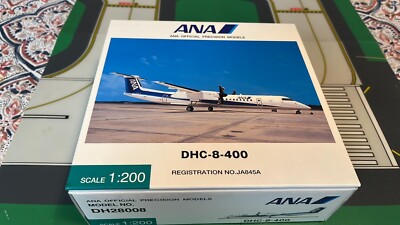 ANA
ANA OFFICIAL PRECISION MODELS
DHC-8-400
REGISTRATION NO.JA845A
SCALE 1:200
ANA OFFICIAL PRECISION MODELS
MODEL NO.
DH28008
ANA
DHC-8-400
SCALE 1:200